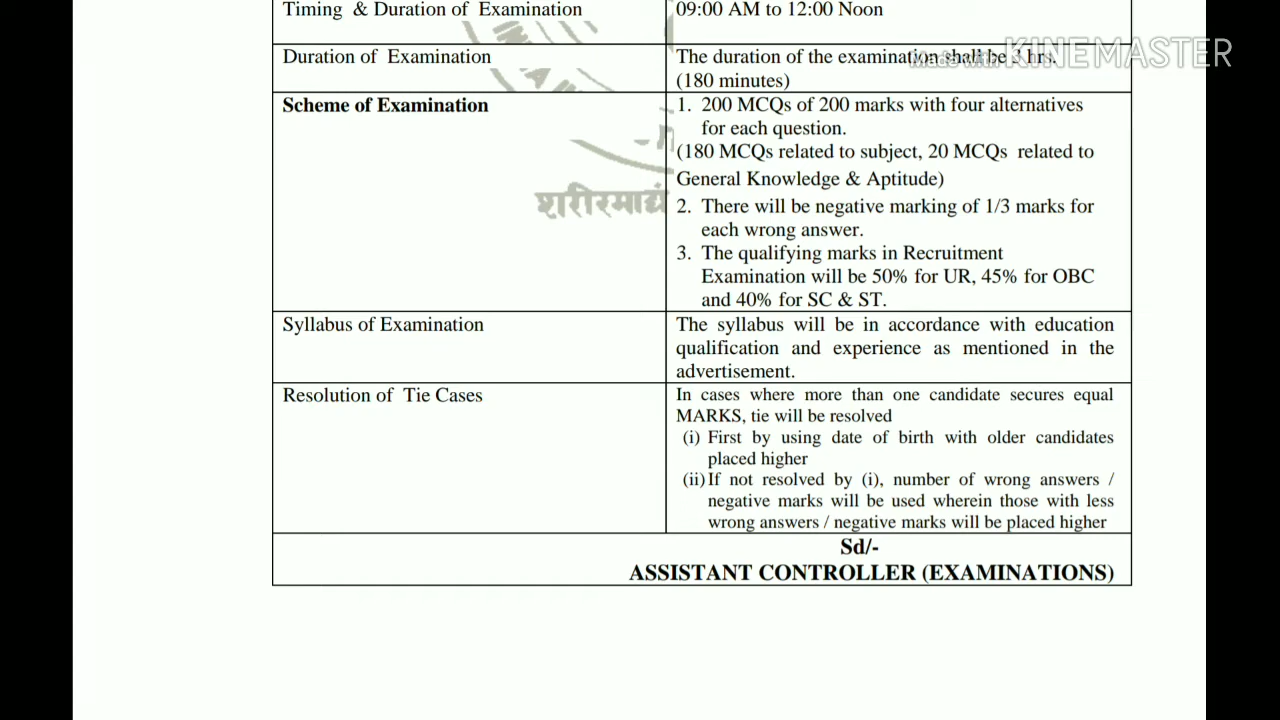 Timing & Duration of Examination
09:00 AM to 12:00 Noon
Duration of Examination
The duration of the examination shall be 3 hrs.
(180 minutes)
Made with KINEMASTER
Scheme of Examination
1. 200 MCQs of 200 marks with four alternatives
for each question.
(180 MCQs related to subject, 20 MCQs related to
General Knowledge & Aptitude)
2. There will be negative marking of 1/3 marks for
each wrong answer.
3. The qualifying marks in Recruitment
Examination will be 50% for UR, 45% for OBC
and 40% for SC & ST.
शरीरमाद्यं
Syllabus of Examination
The syllabus will be in accordance with education
qualification and experience as mentioned in the
advertisement.
Resolution of Tie Cases
In cases where more than one candidate secures equal
MARKS, tie will be resolved
(i) First by using date of birth with older candidates
placed higher
(ii) If not resolved by (i), number of wrong answers /
negative marks will be used wherein those with less
wrong answers / negative marks will be placed higher
Sd/-
ASSISTANT CONTROLLER (EXAMINATIONS)